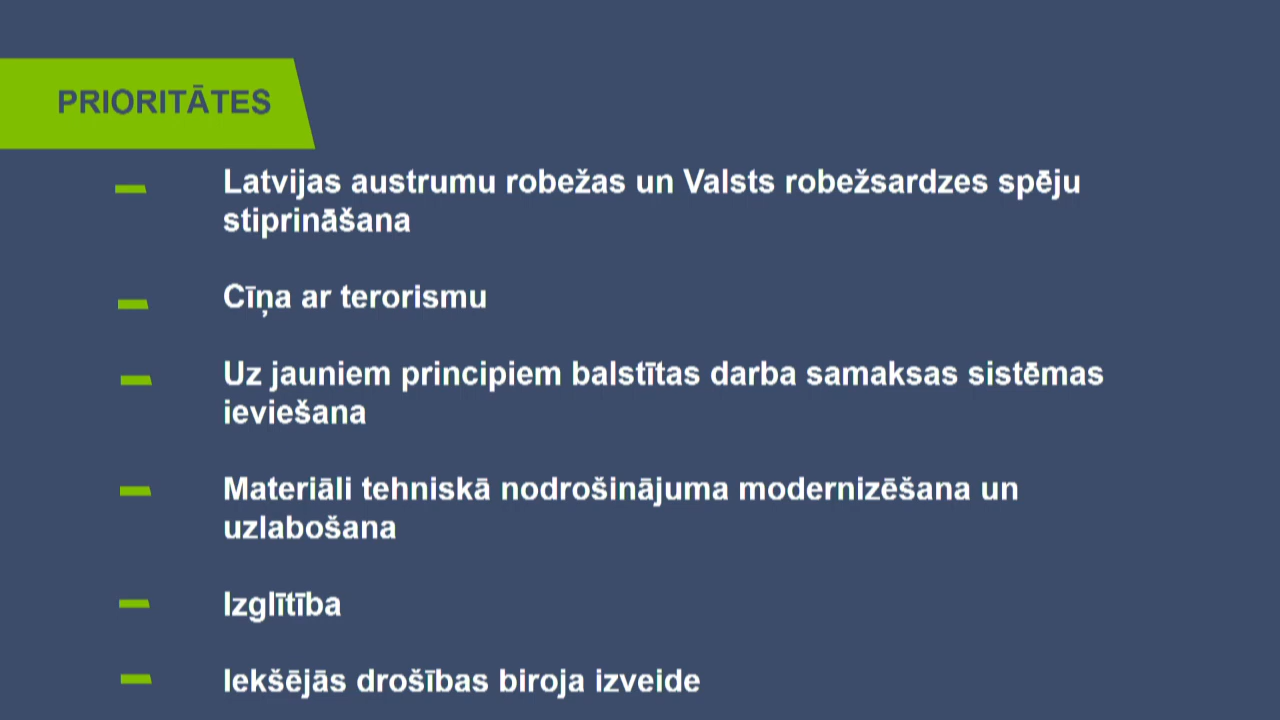 PRIORITĀTES
Latvijas austrumu robežas un Valsts robežsardzes spēju
stiprināšana
Cīņa ar terorismu
Uz jauniem principiem balstītas darba samaksas sistēmas
ieviešana
Materiāli tehniskā nodrošinājuma modernizēšana un
uzlabošana
Izglītība
Iekšējās drošības biroja izveide